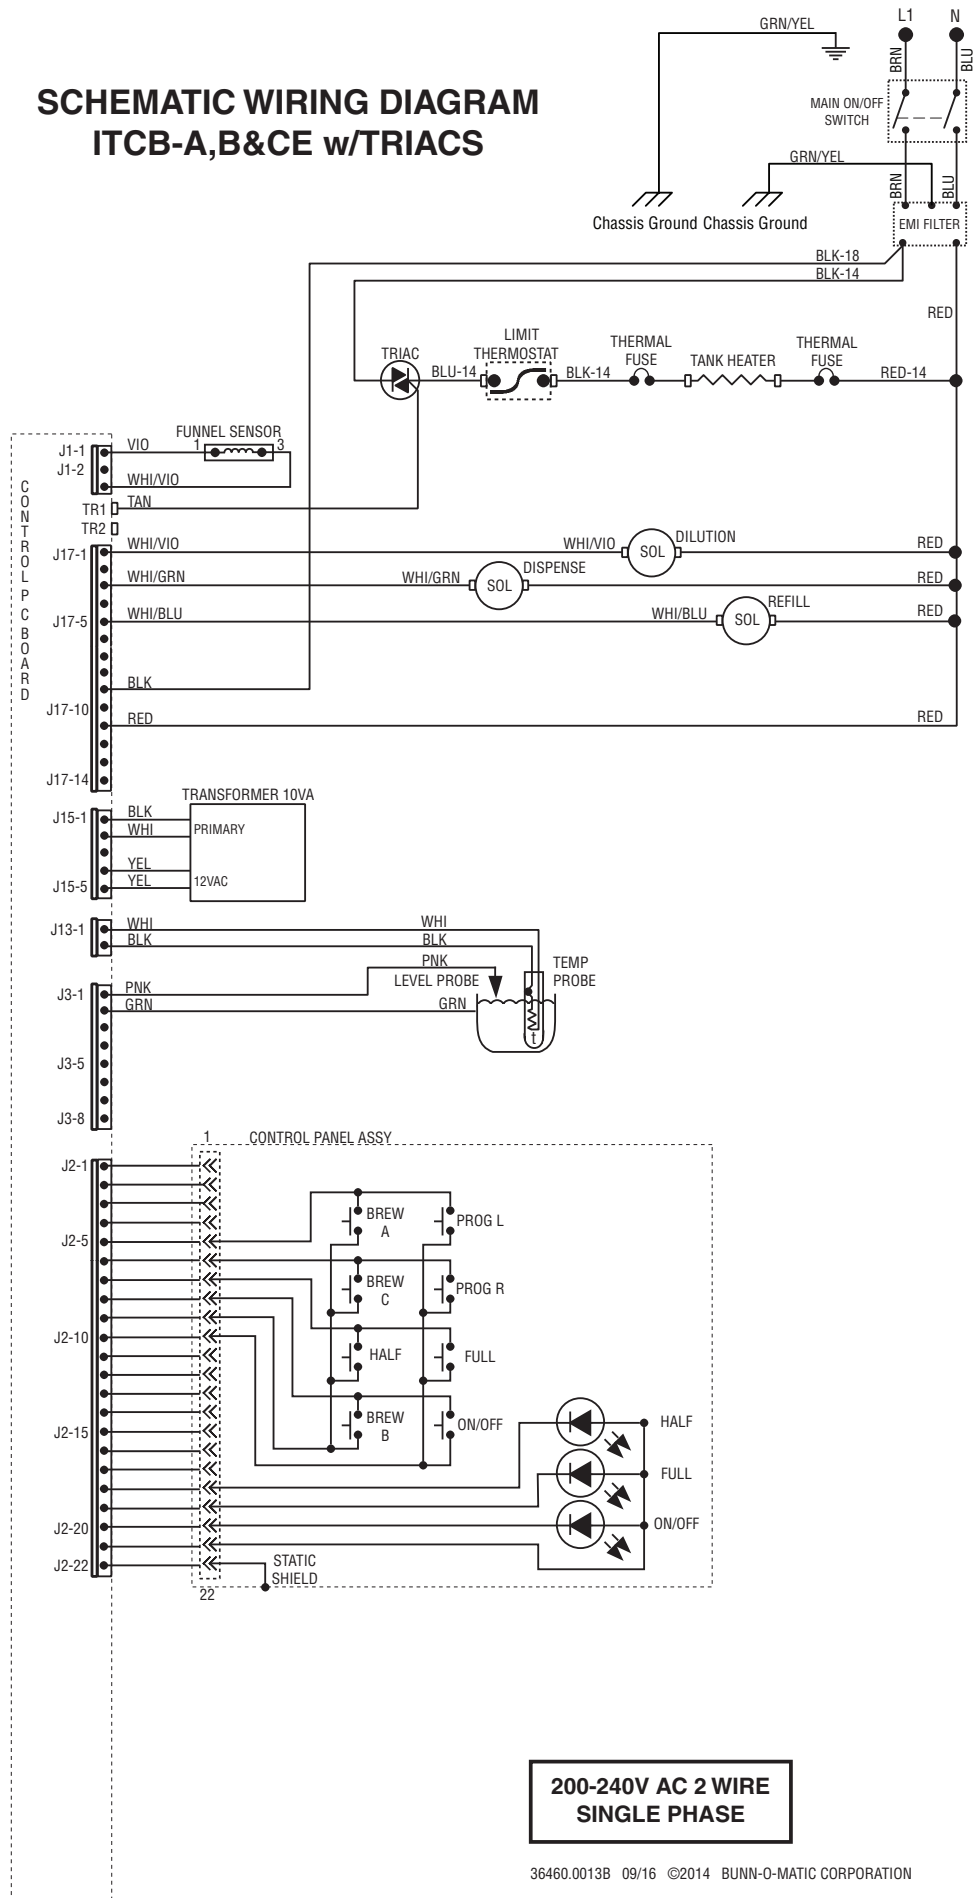 L1
N
GRN/YEL
BRN
BLU
SCHEMATIC WIRING DIAGRAM
ITCB-A,B&CE w/TRIACS
MAIN ON/OFF
SWITCH
GRN/YEL
BRN
BLU
Chassis Ground
Chassis Ground
EMI FILTER
BLK-18
BLK-14
RED
TRIAC
BLU-14
LIMIT
THERMOSTAT
BLK-14
THERMAL
FUSE
TANK HEATER
THERMAL
FUSE
RED-14
CONTROL PC BOARD
FUNNEL SENSOR
J1-1
VIO
1
3
J1-2
WHI/VIO
TR1
TAN
TR2
J17-1
WHI/VIO
WHI/VIO
SOL
DILUTION
RED
WHI/GRN
WHI/GRN
SOL
DISPENSE
RED
J17-5
WHI/BLU
WHI/BLU
SOL
REFILL
RED
BLK
J17-10
RED
RED
J17-14
TRANSFORMER 10VA
J15-1
BLK
WHI
PRIMARY
YEL
J15-5
YEL
12VAC
J13-1
WHI
WHI
BLK
BLK
PNK
LEVEL PROBE
TEMP
PROBE
J3-1
PNK
GRN
GRN
t
J3-5
J3-8
1
CONTROL PANEL ASSY
J2-1
J2-5
BREW
A
PROG L
BREW
C
PROG R
J2-10
HALF
FULL
BREW
B
ON/OFF
J2-15
HALF
FULL
J2-20
ON/OFF
J2-22
STATIC
SHIELD
22
200-240V AC 2 WIRE
SINGLE PHASE
36460.0013B 09/16 ©2014 BUNN-O-MATIC CORPORATION